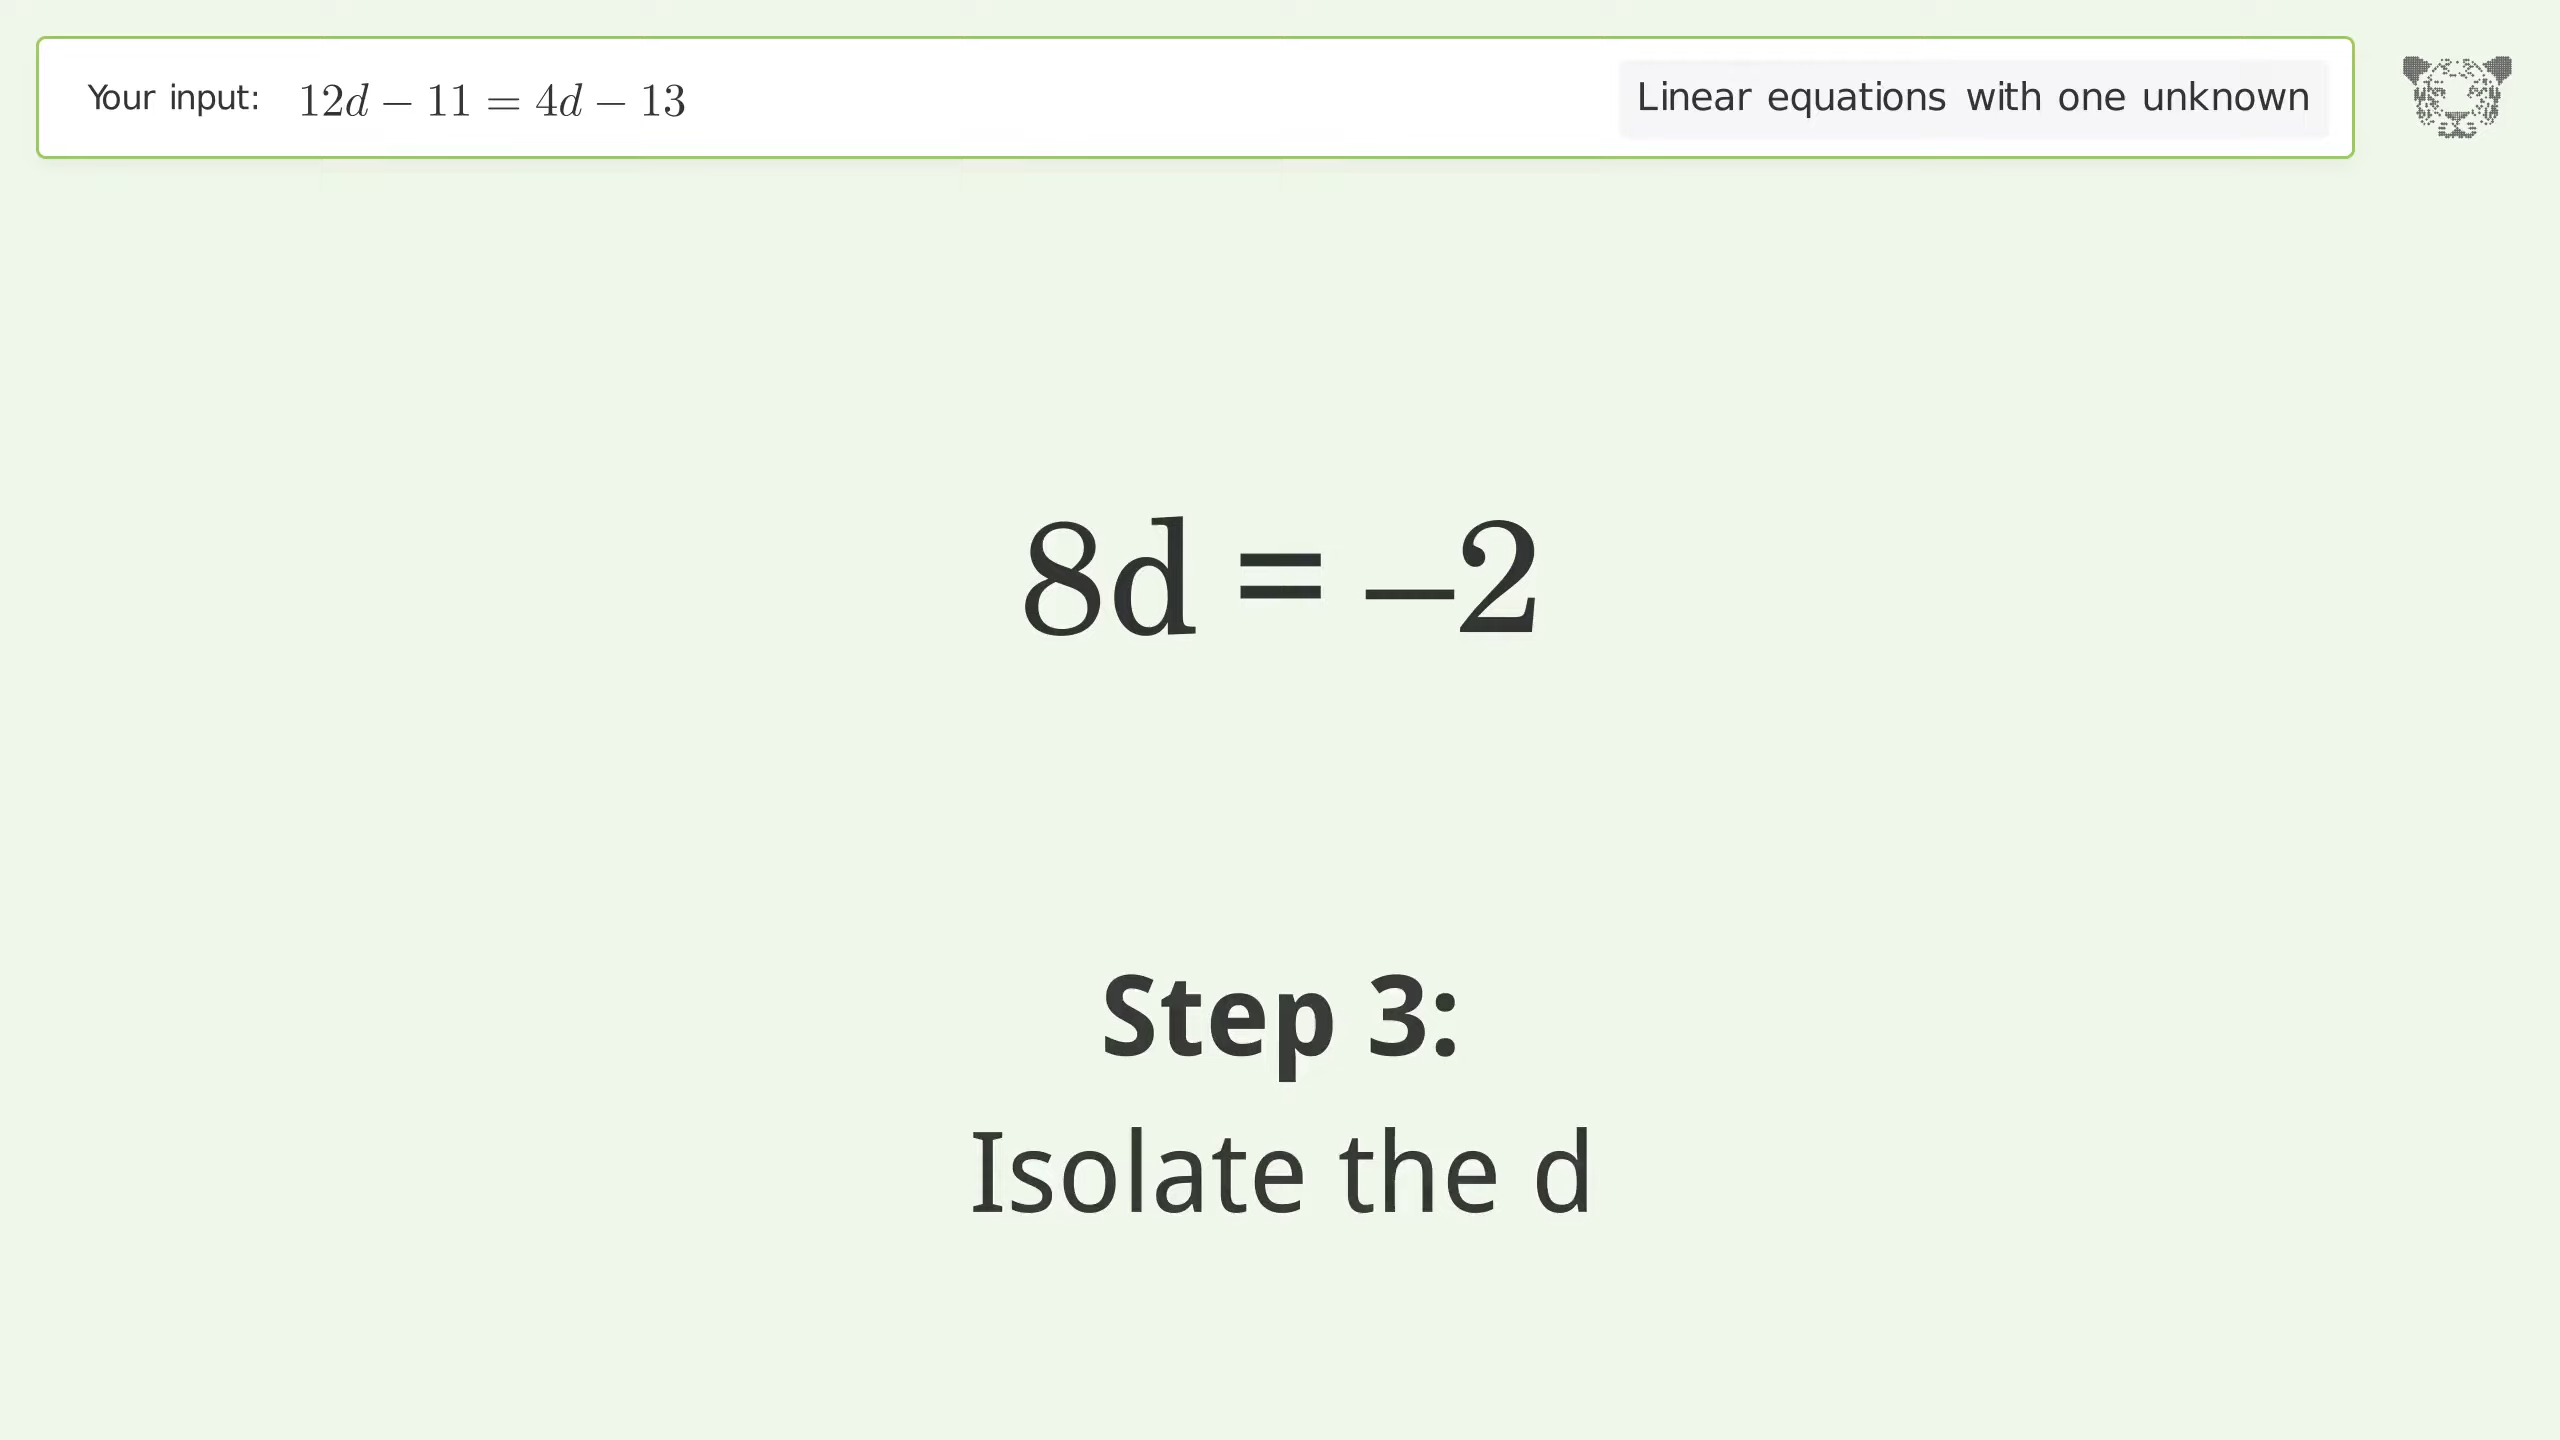 Your input: 12d − 11 = 4d − 13
Linear equations with one unknown
8d = −2
Step 3:
Isolate the d